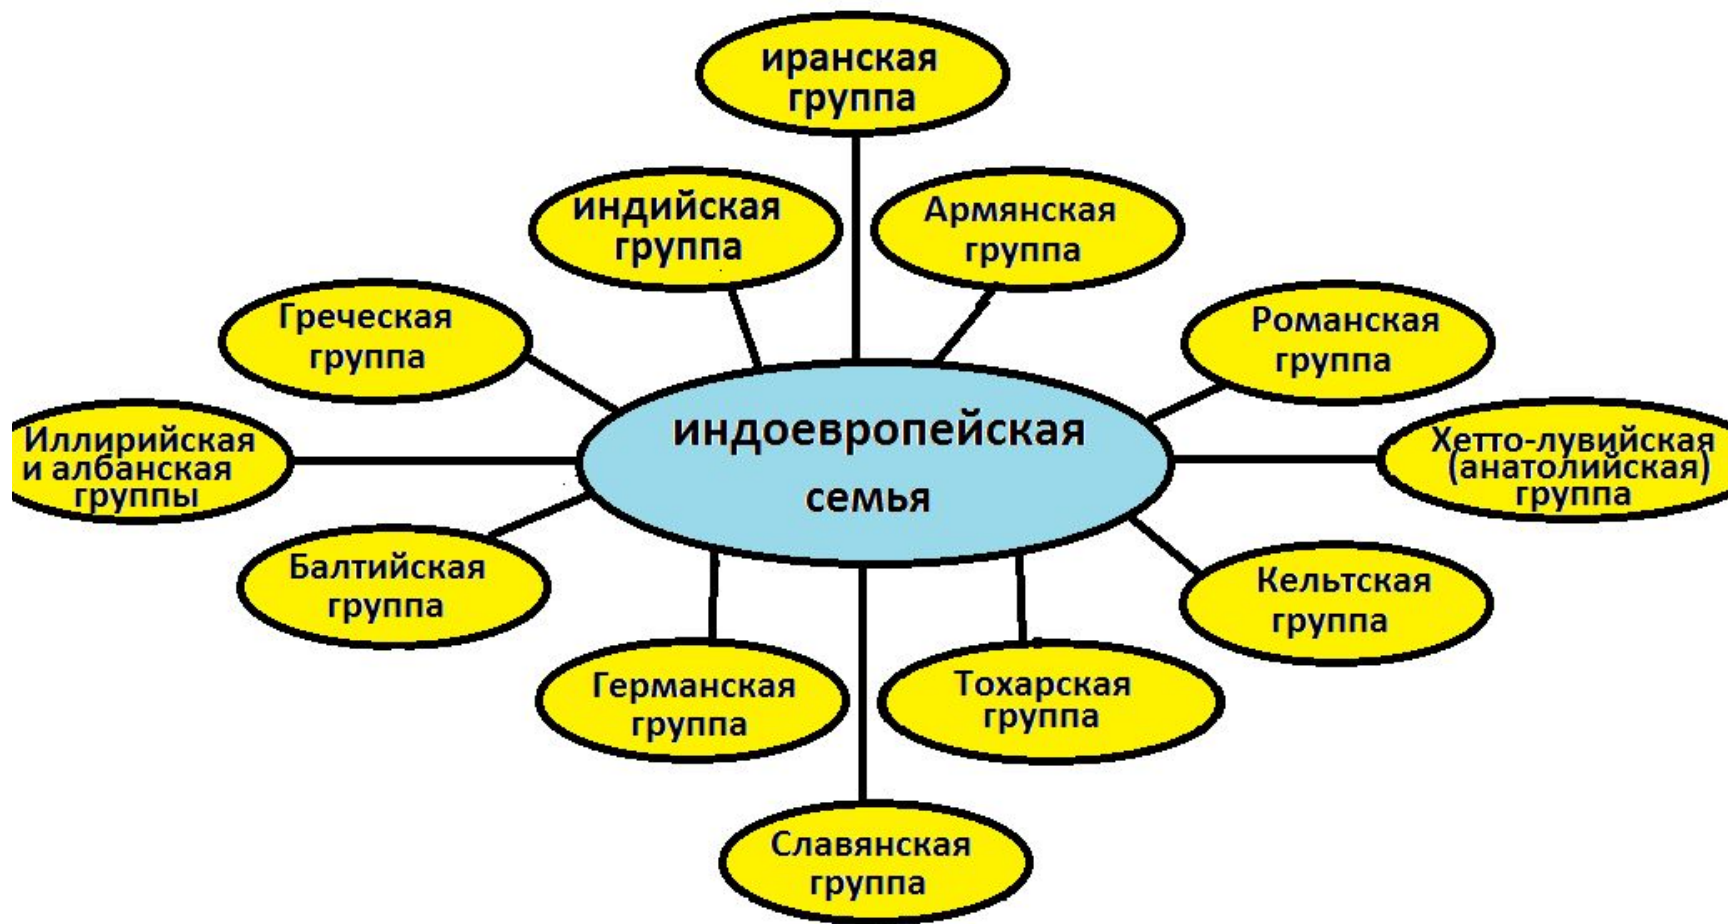 иранская
группа
индийская
группа
Армянская
группа
Греческая
группа
Романская
группа
индоевропейская
семья
Иллирийская
и албанская
группы
Хетто-лувийская
(анатолийская)
группа
Балтийская
группа
Кельтская
группа
Германская
группа
Тохарская
группа
Славянская
группа